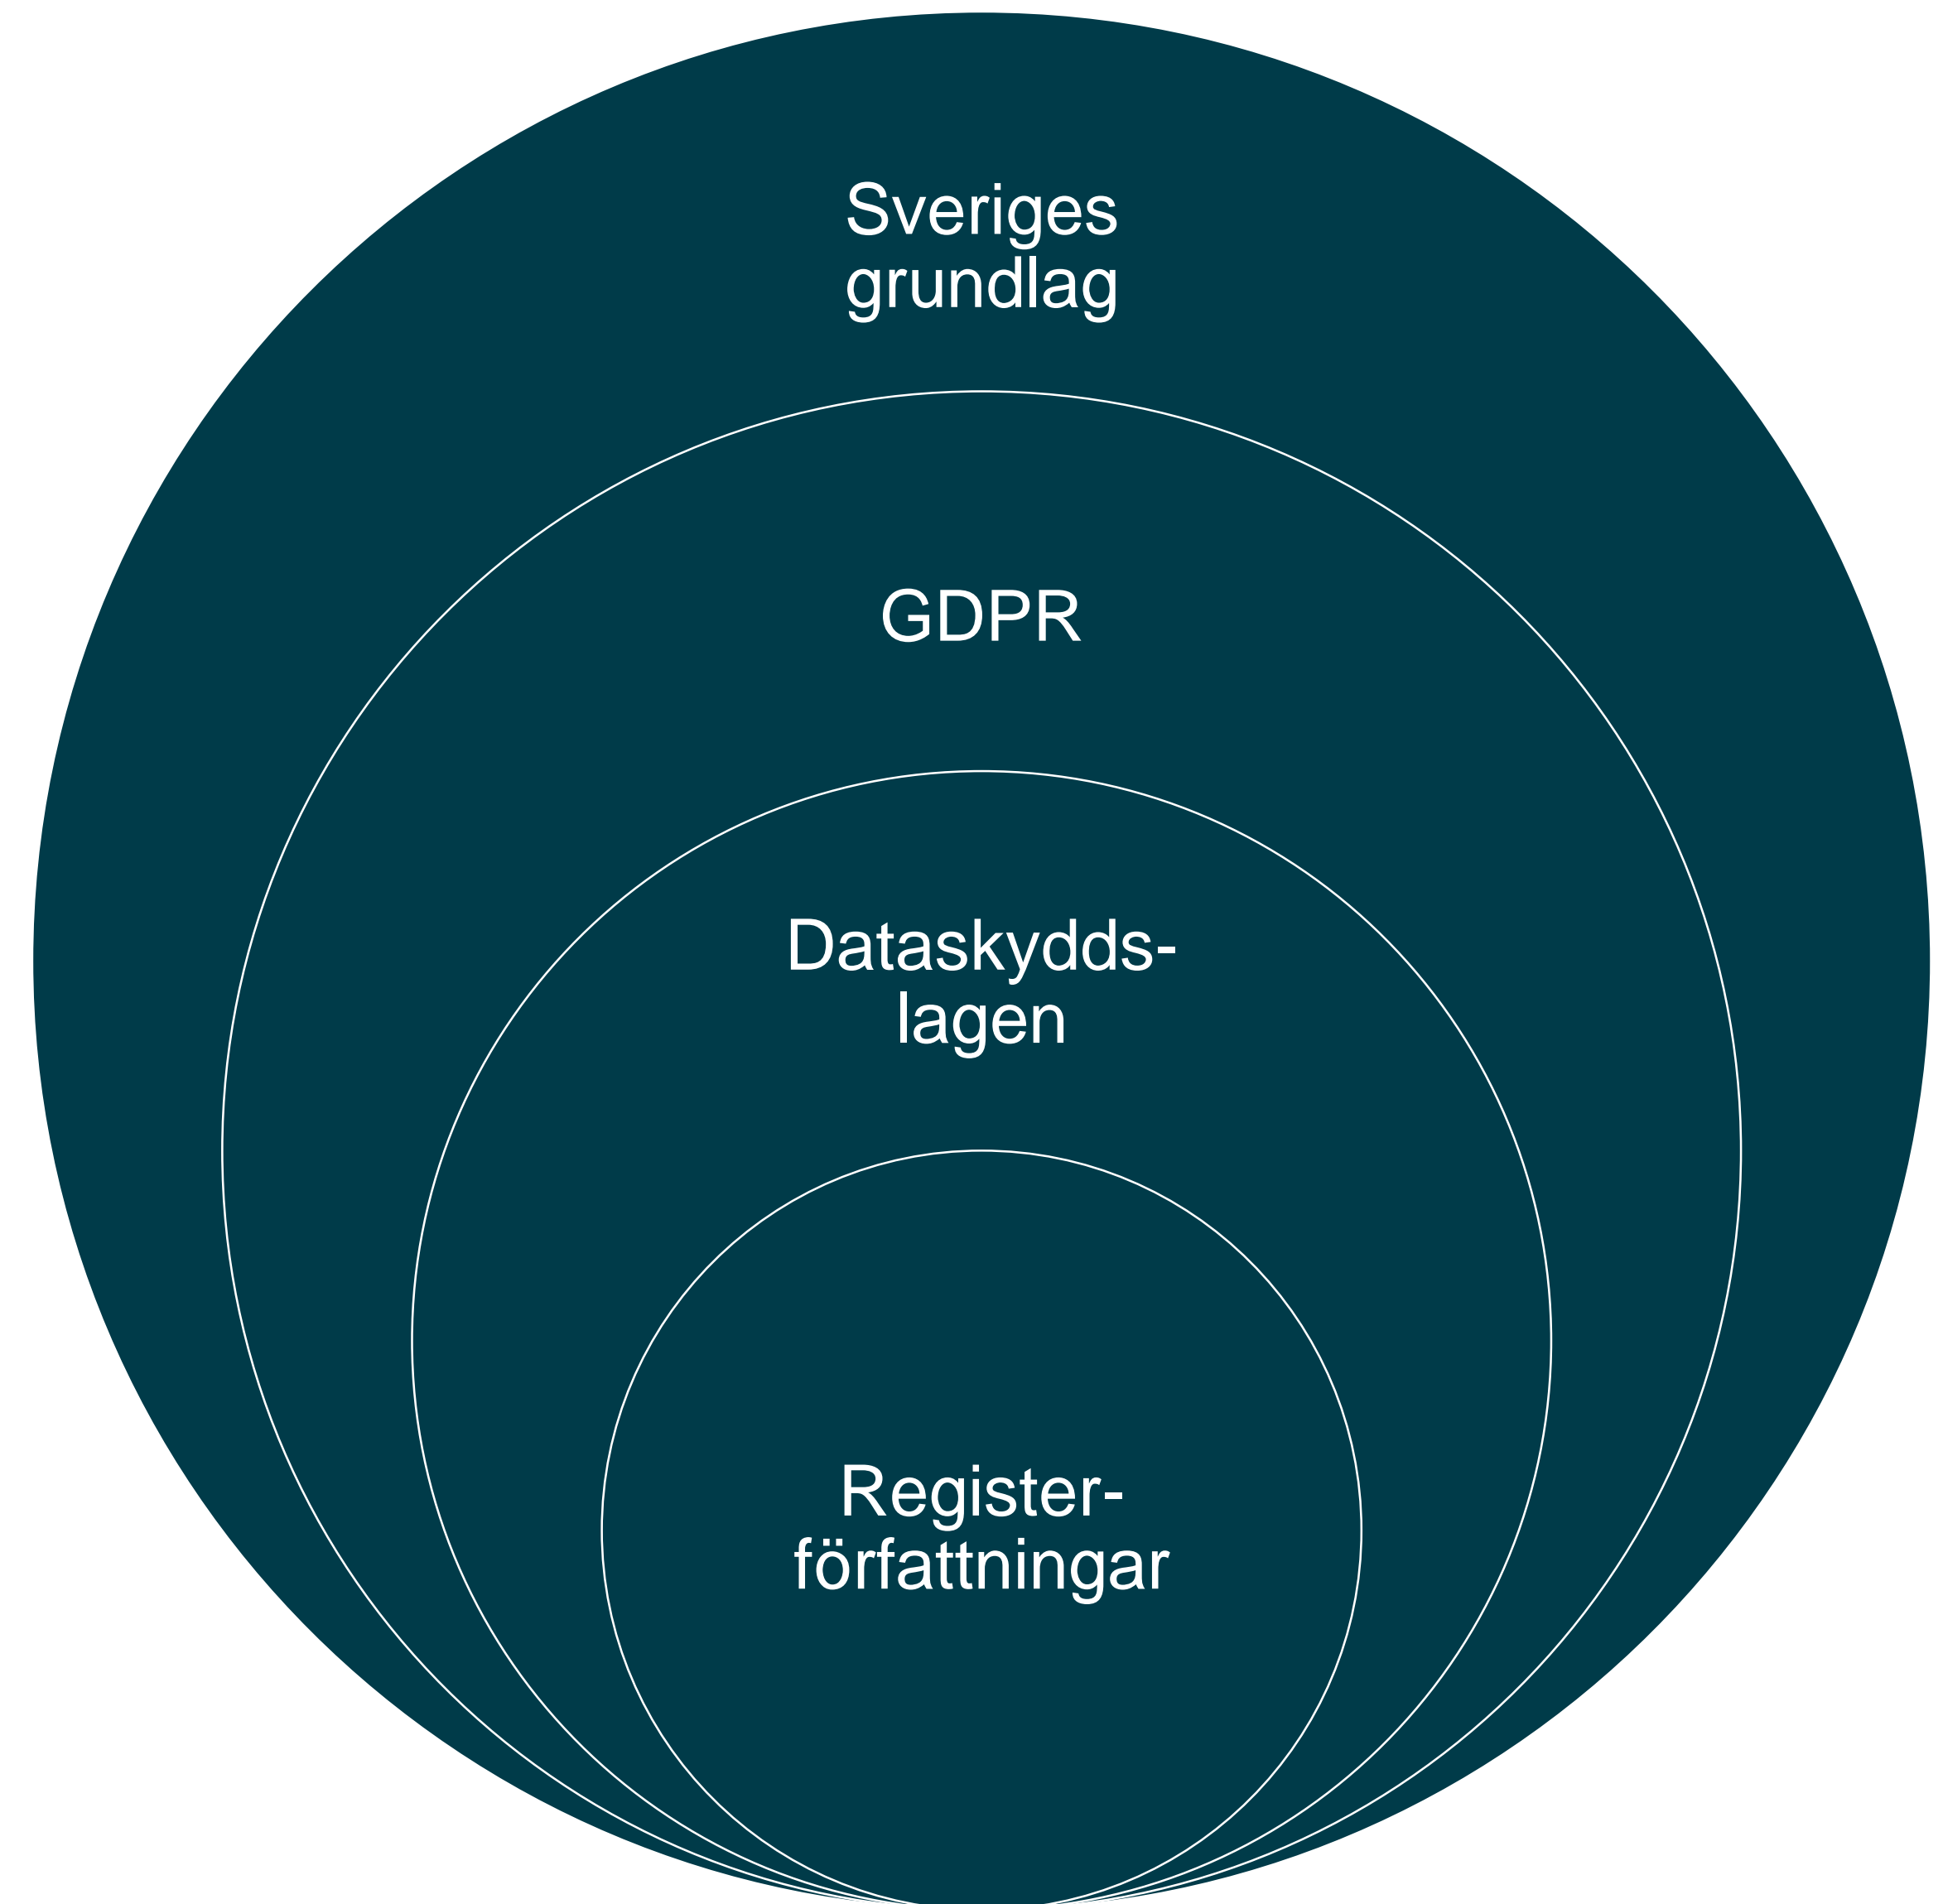 Sveriges
grundlag
GDPR
Dataskydds-
lagen
Register-
författningar